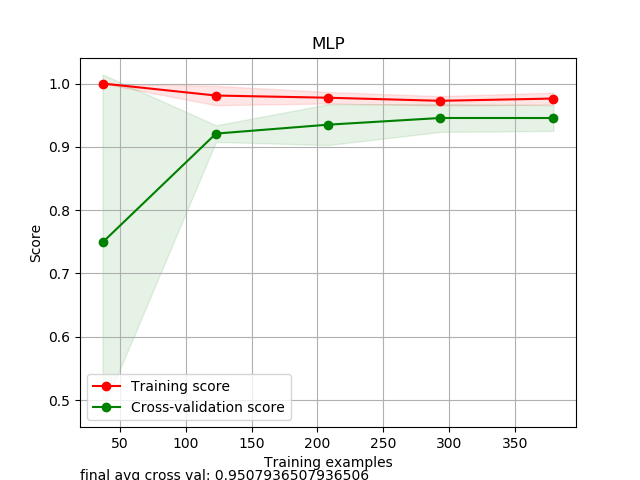 MLP
1.0
0.9
0.8
0.7
0.6
0.5
Score
Training score
Cross-validation score
50 100 150 200 250 300 350
Training examples
final avg cross val: 0.9507936507936506